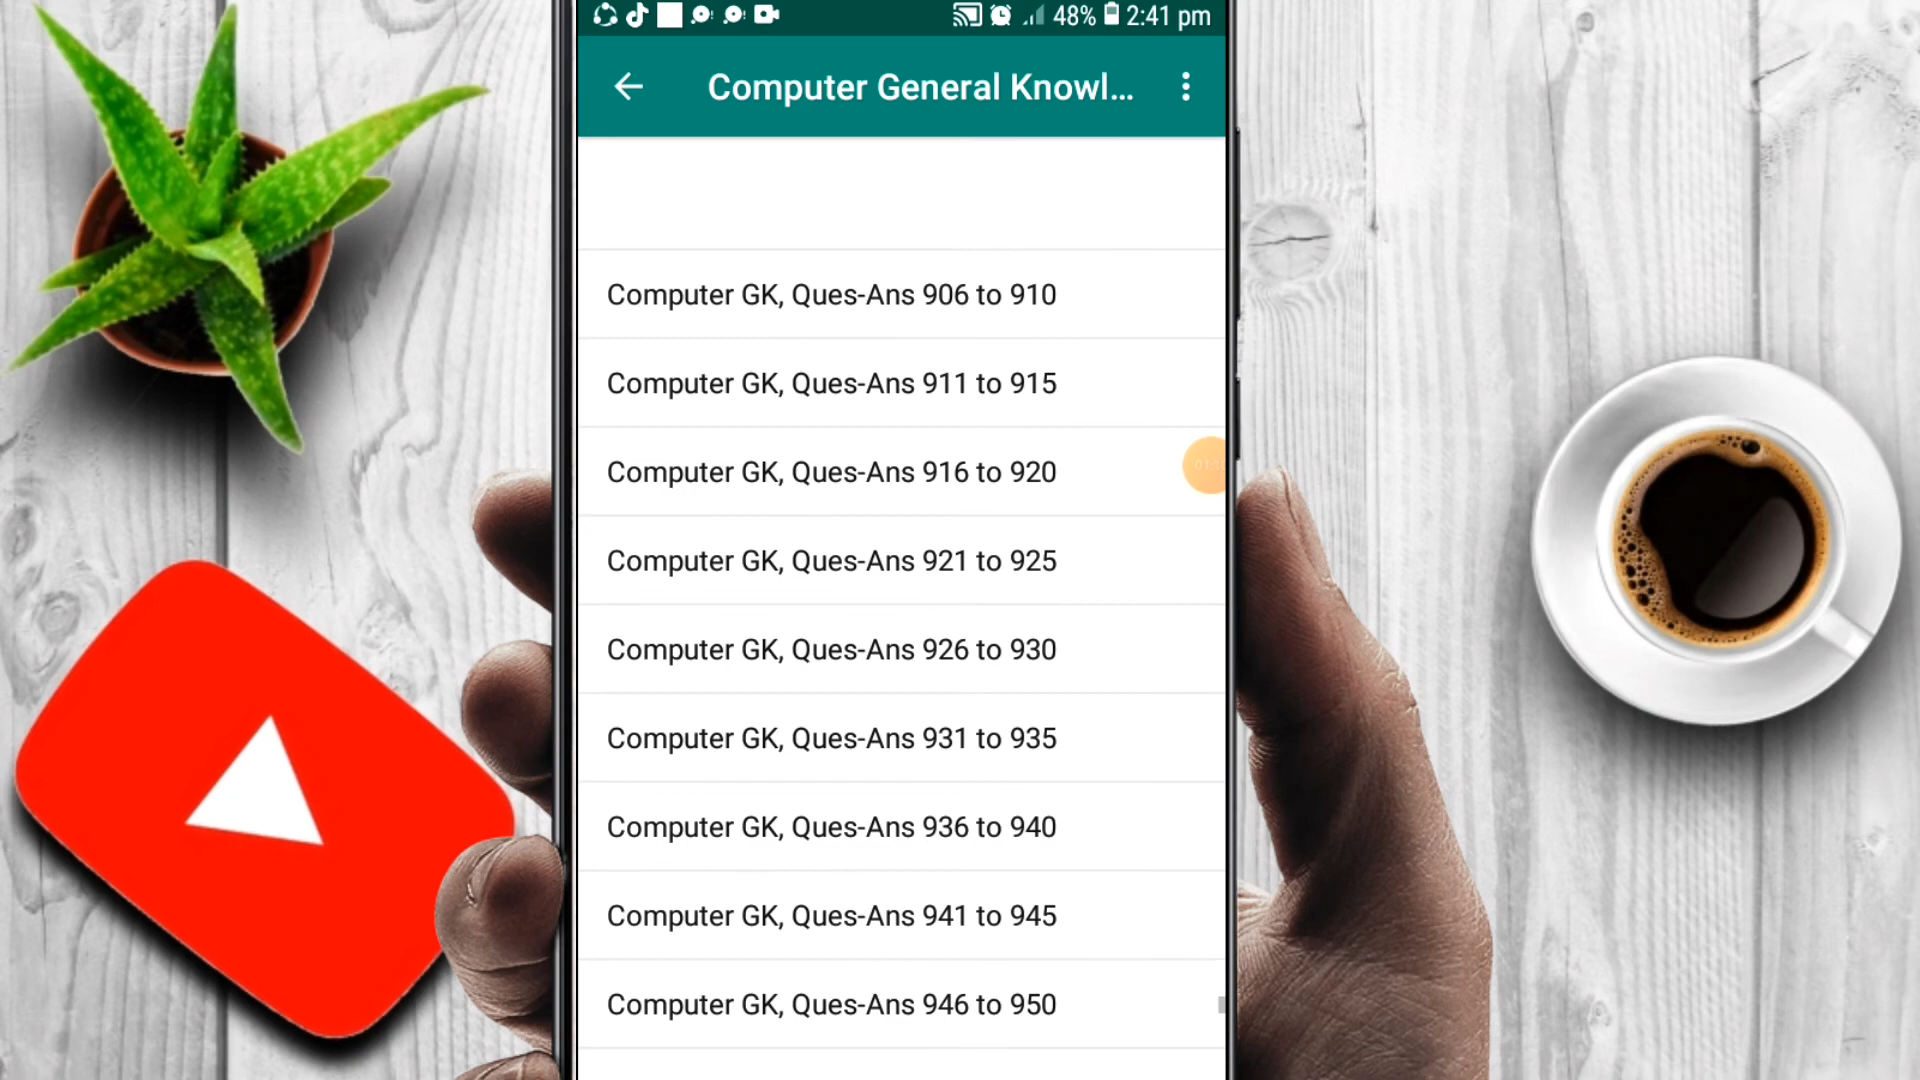 48% 2:41 pm
Computer General Knowl...
Computer GK, Ques-Ans 906 to 910
Computer GK, Ques-Ans 911 to 915
Computer GK, Ques-Ans 916 to 920
Computer GK, Ques-Ans 921 to 925
Computer GK, Ques-Ans 926 to 930
Computer GK, Ques-Ans 931 to 935
Computer GK, Ques-Ans 936 to 940
Computer GK, Ques-Ans 941 to 945
Computer GK, Ques-Ans 946 to 950